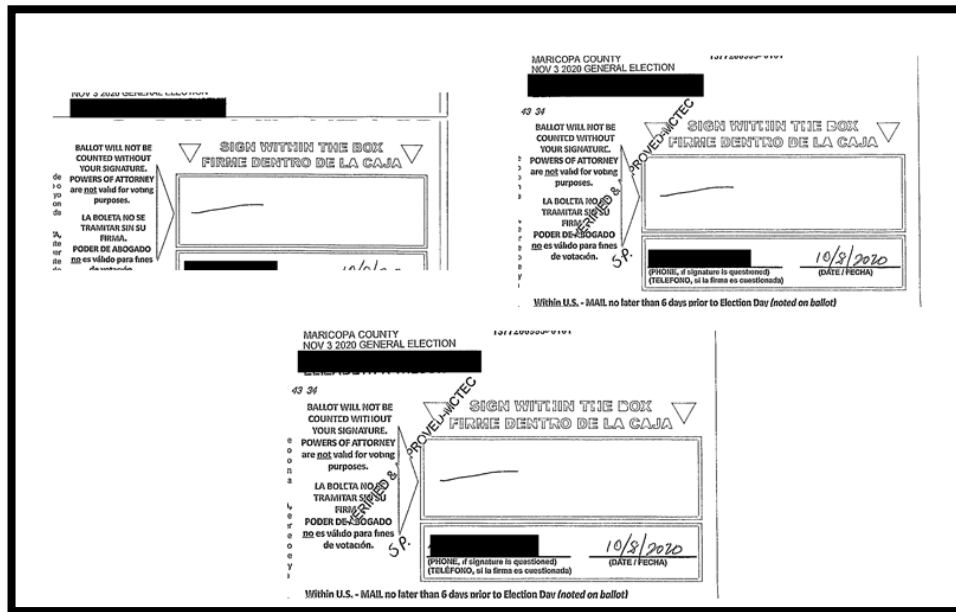 NOV 3 2020 GENERAL ELECTION
BALLOT WILL NOT BE
COUNTED WITHOUT
YOUR SIGNATURE.
POWERS OF ATTORNEY
are not valid for voting
purposes.
LA BOLETA NO SE
TRAMITAR SIN SU
FIRMA.
PODER DE ABOGADO
no es válido para fines
de votación.
SIGN WITHIN THE BOX
FIRME DENTRO DE LA CAJA
MARICOPA COUNTY
NOV 3 2020 GENERAL ELECTION
43 34
BALLOT WILL NOT BE
COUNTED WITHOUT
YOUR SIGNATURE.
POWERS OF ATTORNEY
are not valid for voting
purposes.
LA BOLETA NO
TRAMITAR SIN SU
FIRM
PODER DE ABOGADO
no es válido para fines
de votación.
VERIFIED & APPROVED-MCTEC
S.P.
SIGN WITHIN THE BOX
FIRME DENTRO DE LA CAJA
(PHONE, if signature is questioned)
(TELÉFONO, si la firma es cuestionada)
10/8/2020
(DATE / FECHA)
Within U.S. - MAIL no later than 6 days prior to Election Day (noted on ballot)
MARICOPA COUNTY
NOV 3 2020 GENERAL ELECTION
43 34
BALLOT WILL NOT BE
COUNTED WITHOUT
YOUR SIGNATURE.
POWERS OF ATTORNEY
are not valid for voting
purposes.
LA BOLETA NO
TRAMITAR SIN SU
FIRM
PODER DE ABOGADO
no es válido para fines
de votación.
VERIFIED & APPROVED-MCTEC
S.P.
SIGN WITHIN THE BOX
FIRME DENTRO DE LA CAJA
(PHONE, if signature is questioned)
(TELÉFONO, si la firma es cuestionada)
10/8/2020
(DATE / FECHA)
Within U.S. - MAIL no later than 6 days prior to Election Day (noted on ballot)